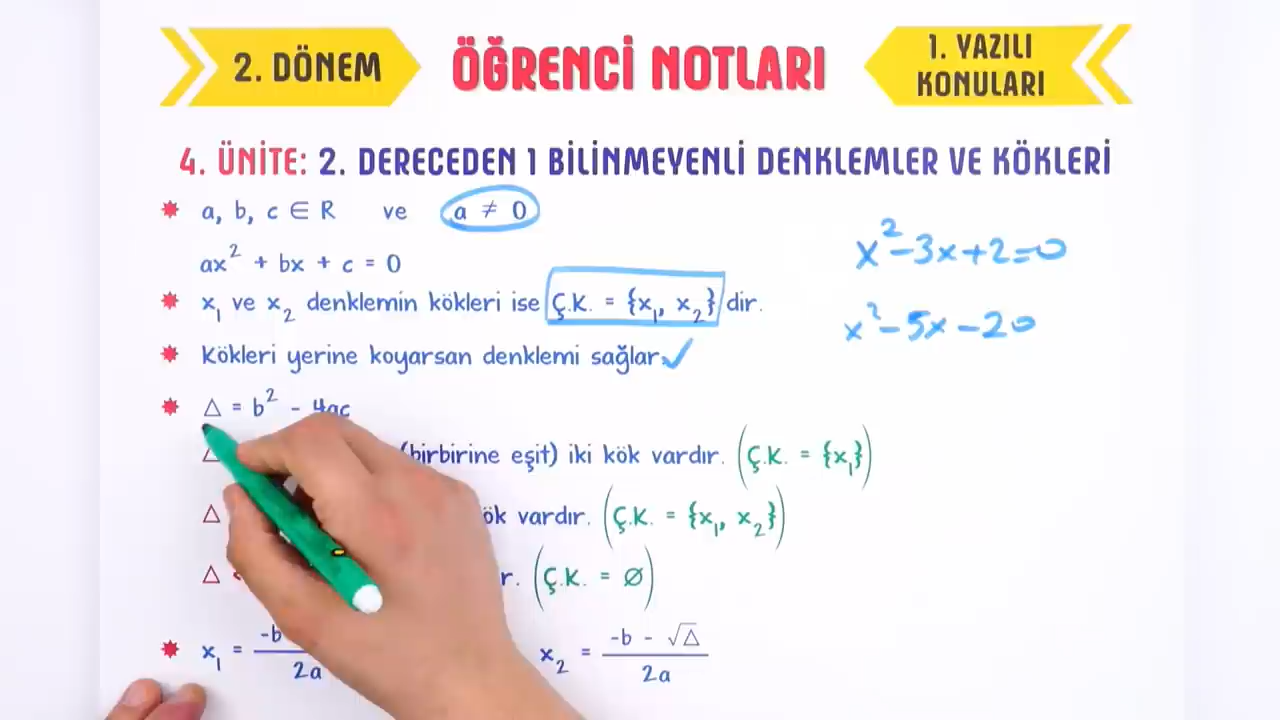 2. DÖNEM
ÖĞRENCİ NOTLARI
1. YAZILI
KONULARI
4. ÜNİTE: 2. DERECEDEN 1 BİLİNMEYENLİ DENKLEMLER VE KÖKLERİ
a, b, c ∈ R ve a ≠ 0
ax² + bx + c = 0
x₁ ve x₂ denklemin kökleri ise Ç.K. = {x₁, x₂} dir.
Kökleri yerine koyarsan denklemi sağlar.
x²-3x+2=0
x²-5x-20
△ = b² - 4ac
△ (birbirine eşit) iki kök vardır. (Ç.K. = {x₁})
△ vardır. (Ç.K. = {x₁, x₂})
△ (Ç.K. = ∅)
x₁ = -b / 2a
x₂ = -b - √△ / 2a